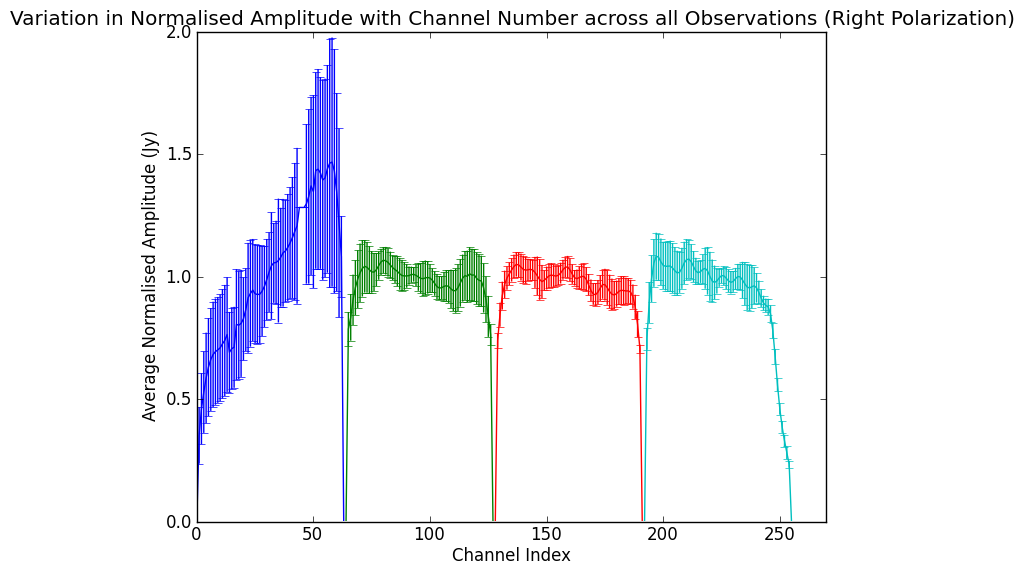 Variation in Normalised Amplitude with Channel Number across all Observations (Right Polarization)
2.0
1.5
1.0
0.5
0.0
Average Normalised Amplitude (Jy)
0 50 100 150 200 250
Channel Index